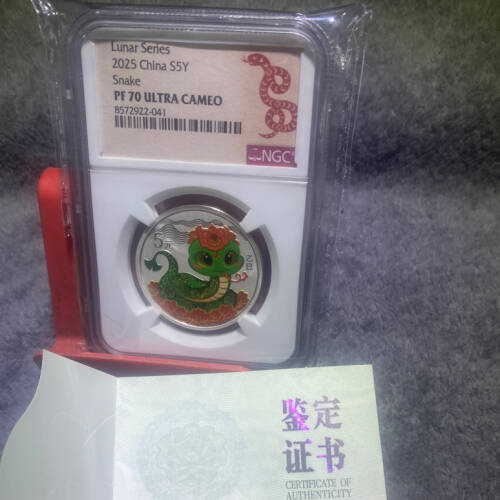 Lunar Series
2025 China S5Y
Snake
PF 70 ULTRA CAMEO
8572922-041
NGC
5元
鉴定
证书
CERTIFICATE OF
AUTHENTICITY